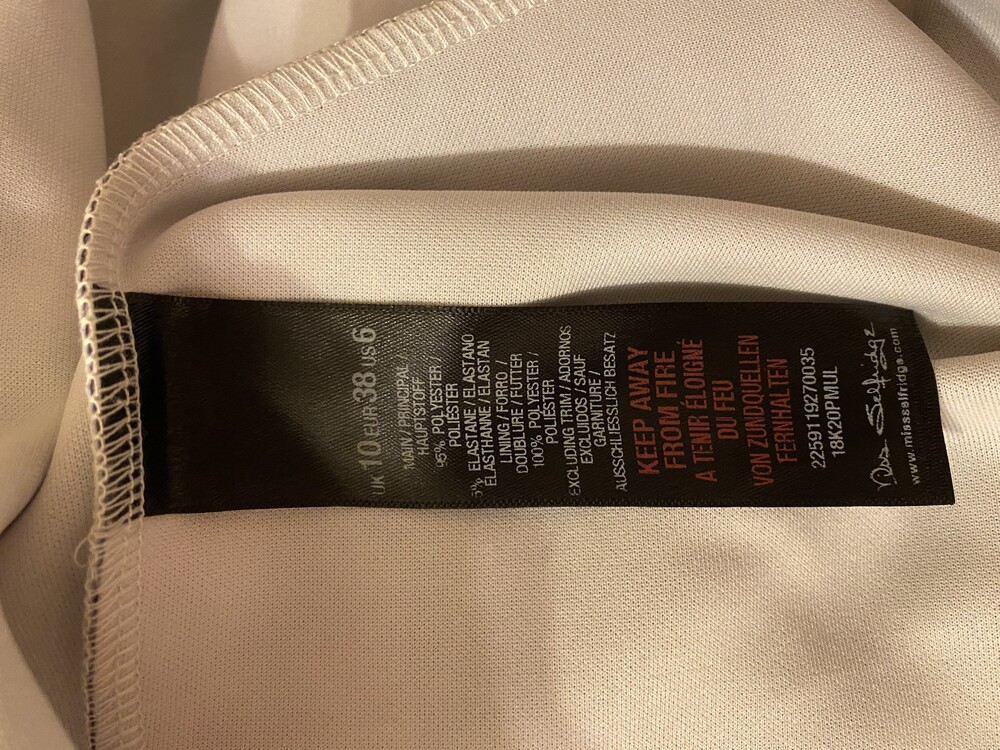 UK 10 EUR 38 US 6
MAIN / PRINCIPAL /
HAUPTSTOFF
95% POLYESTER /
POLIESTER
5% ELASTANE / ELASTANO
ELASTHANNE / ELASTAN
LINING / FORRO /
DOUBLURE / FUTTER
100% POLYESTER /
POLIESTER
EXCLUDING TRIM / ADORNOS
EXCLUIDOS / SAUF
GARNITURE /
AUSSCHLIESSLICH BESATZ
KEEP AWAY
FROM FIRE
A TENIR ÉLOIGNÉ
DU FEU
VON ZUNDQUELLEN
FERNHALTEN
2259119270035
18K20PMUL
Miss Selfridge
www.missselfridge.com